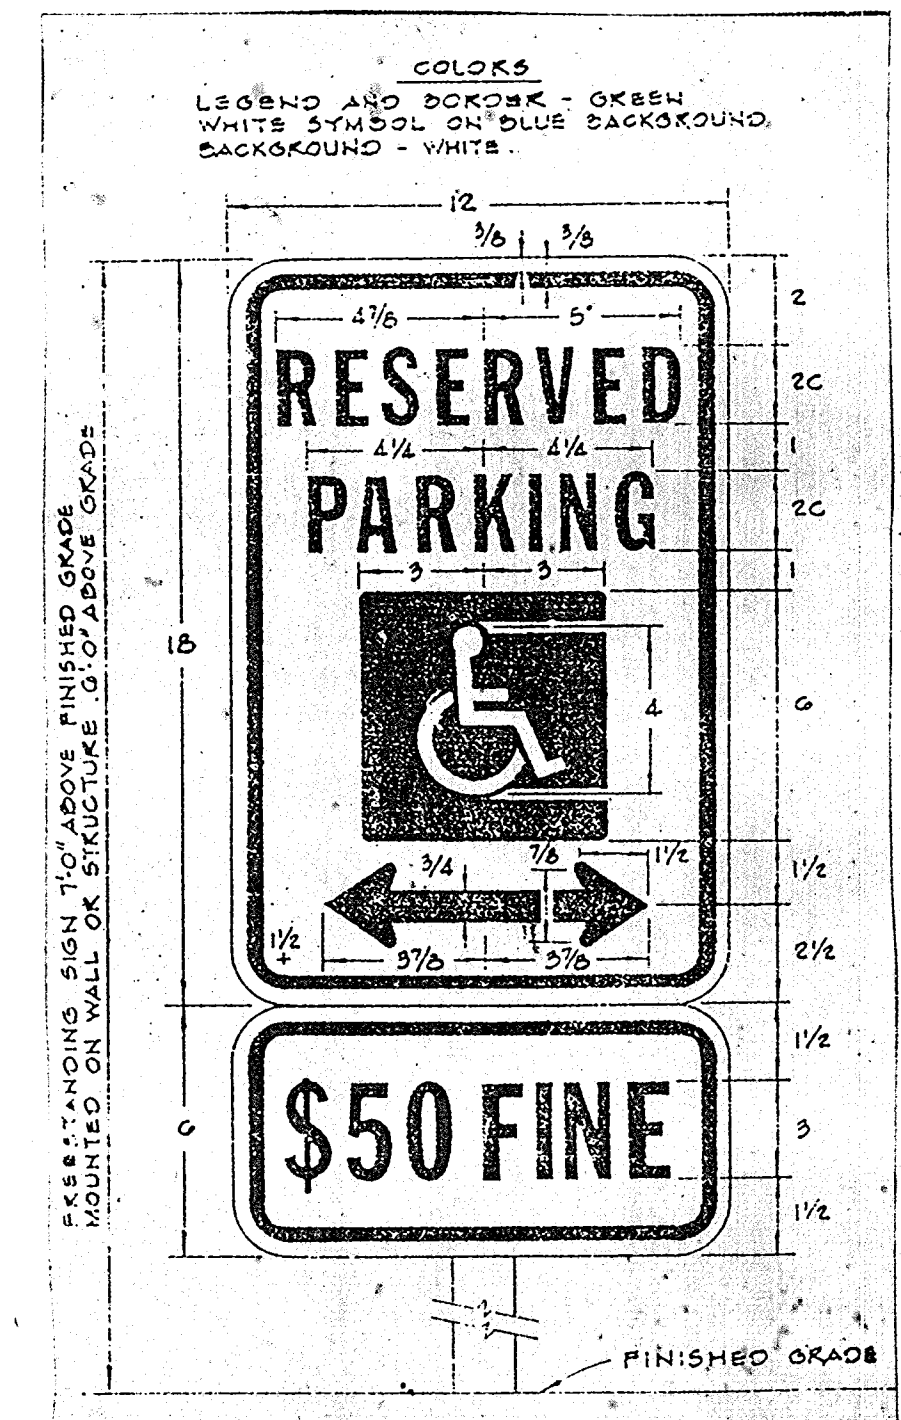 COLORS
LEGEND AND BORDER - GREEN
WHITE SYMBOL ON BLUE BACKGROUND
BACKGROUND - WHITE.
12
3/8 3/8
2
4 7/8 5"
RESERVED
2C
4 1/4 4 1/4
1
PARKING
2C
3 3
1
18
4
6
3/4 7/8 1 1/2
1 1/2
1 1/2
+
3 7/8 3 7/8
2 1/2
1 1/2
$50 FINE
6
3
1 1/2
FINISHED GRADE
FREESTANDING SIGN 7'-0" ABOVE FINISHED GRADE
MOUNTED ON WALL OR STRUCTURE 6'-0" ABOVE GRADE